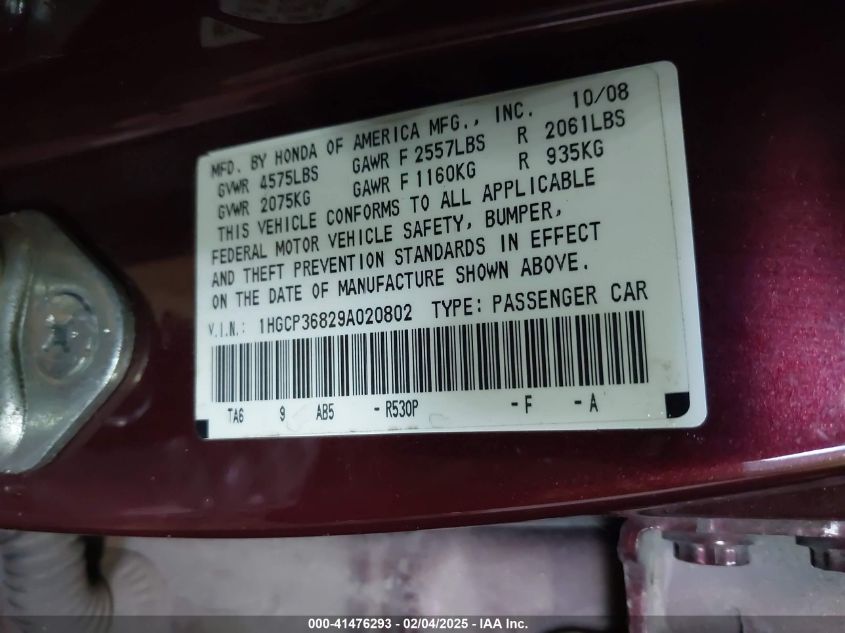 MFD. BY HONDA OF AMERICA MFG., INC. 10/08
GVWR 4575LBS GAWR F 2557LBS R 2061LBS
GVWR 2075KG GAWR F 1160KG R 935KG
THIS VEHICLE CONFORMS TO ALL APPLICABLE
FEDERAL MOTOR VEHICLE SAFETY, BUMPER,
AND THEFT PREVENTION STANDARDS IN EFFECT
ON THE DATE OF MANUFACTURE SHOWN ABOVE.
V.I.N.: 1HGCP36829A020802 TYPE: PASSENGER CAR
TA6 9 AB5 -R530P -F -A
000-41476293 - 02/04/2025 - IAA Inc.